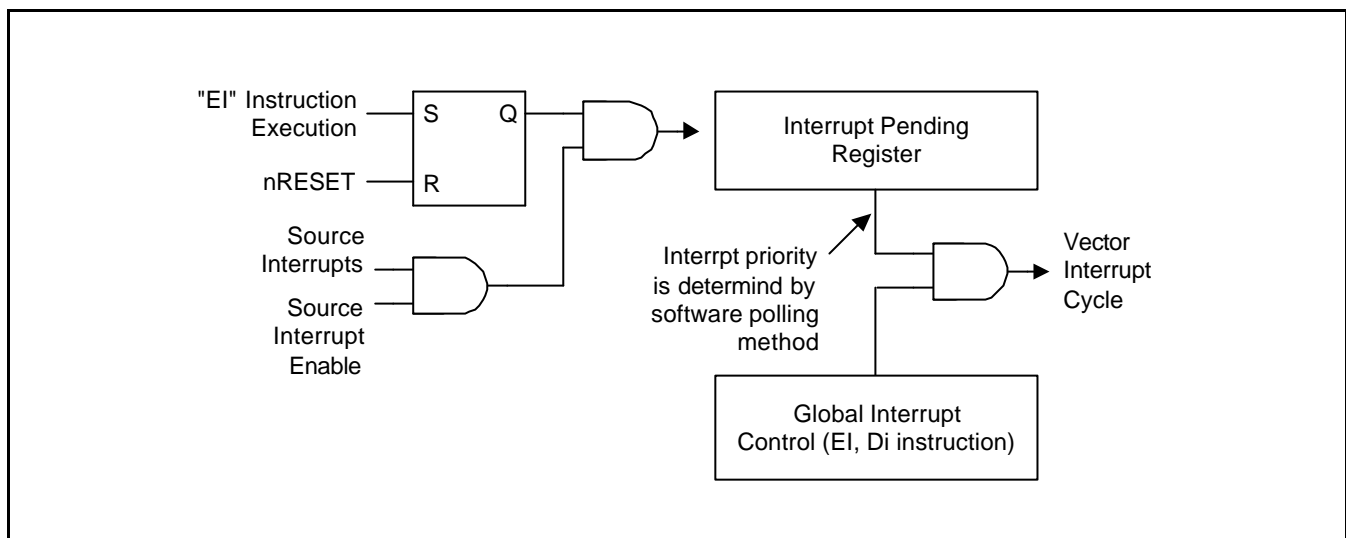 "EI" Instruction
Execution
S
Q
nRESET
R
Source
Interrupts
Source
Interrupt
Enable
Interrupt Pending
Register
Interrpt priority
is determind by
software polling
method
Vector
Interrupt
Cycle
Global Interrupt
Control (EI, Di instruction)